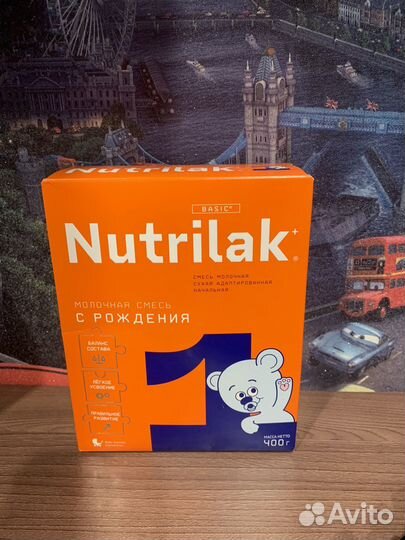 BASIC+
Nutrilak+
СМЕСЬ МОЛОЧНАЯ
СУХАЯ АДАПТИРОВАННАЯ
НАЧАЛЬНАЯ
МОЛОЧНАЯ СМЕСЬ
С РОЖДЕНИЯ
БАЛАНС
СОСТАВА
ЛЁГКОЕ
УСВОЕНИЕ
ПРАВИЛЬНОЕ
РАЗВИТИЕ
1
МАССА НЕТТО
400 г
Avito